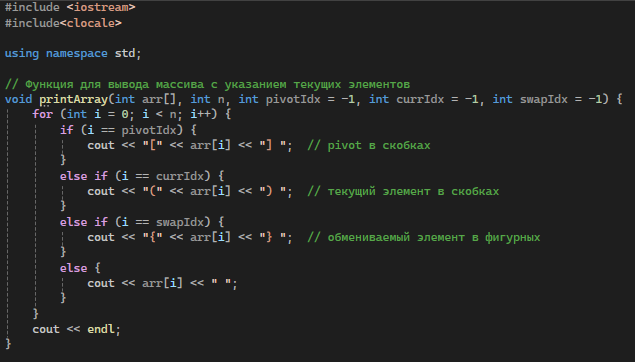 #include <iostream>
#include<clocale>
using namespace std;
// Функция для вывода массива с указанием текущих элементов
void printArray(int arr[], int n, int pivotIdx = -1, int currIdx = -1, int swapIdx = -1) {
for (int i = 0; i < n; i++) {
if (i == pivotIdx) {
cout << "[" << arr[i] << "] ";  // pivot в скобках
}
else if (i == currIdx) {
cout << "(" << arr[i] << ") ";  // текущий элемент в скобках
}
else if (i == swapIdx) {
cout << "{" << arr[i] << "} ";  // обмениваемый элемент в фигурных
}
else {
cout << arr[i] << " ";
}
}
cout << endl;
}